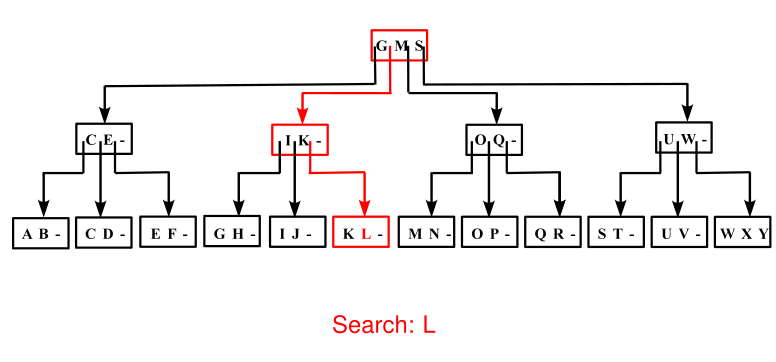 G M S
C E -
I K -
O Q -
U W -
A B -
C D -
E F -
G H -
I J -
K L -
M N -
O P -
Q R -
S T -
U V -
W X Y
Search: L